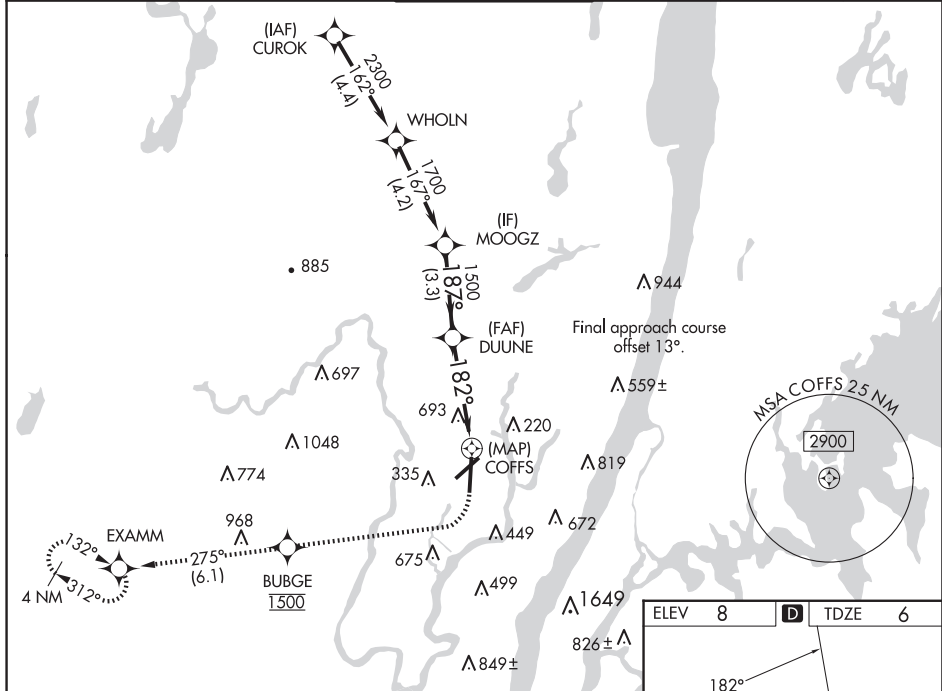 (IAF)
CUROK
2300
162°
(4.4)
WHOLN
1700
167°
(4.2)
(IF)
MOOGZ
885
1500
187°
(3.3)
944
(FAF)
DUUNE
Final approach course
offset 13°.
182°
697
559±
MSA COFFS 25 NM
2900
693
220
(MAP)
COFFS
1048
774
335
819
968
672
449
EXAMM
132°
275°
(6.1)
675
312°
4 NM
BUBGE
1500
499
1649
826±
849±
ELEV 8 D TDZE 6
182°